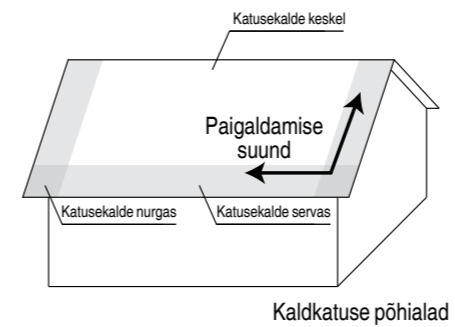 Katusekalde keskel
Paigaldamise
suund
Katusekalde nurgas
Katusekalde servas
Kaldkatuse põhialad